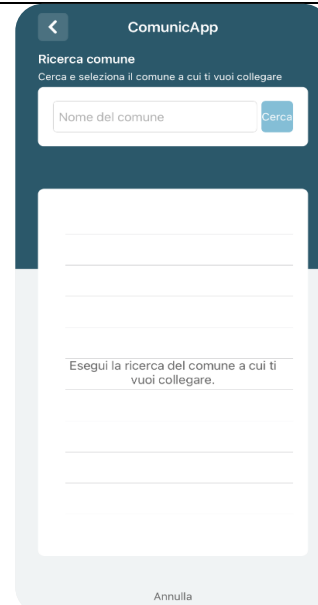 ComunicApp
Ricerca comune
Cerca e seleziona il comune a cui ti vuoi collegare
Nome del comune
Cerca
Esegui la ricerca del comune a cui ti
vuoi collegare.
Annulla